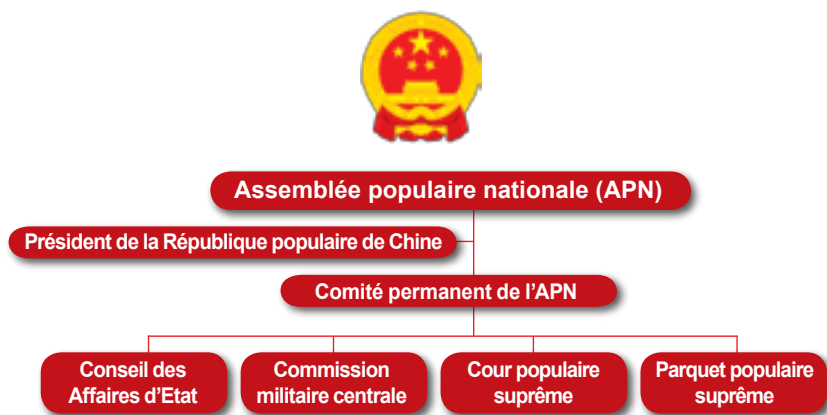 Assemblée populaire nationale (APN)
Président de la République populaire de Chine
Comité permanent de l’APN
Conseil des
Affaires d’Etat
Commission
militaire centrale
Cour populaire
suprême
Parquet populaire
suprême